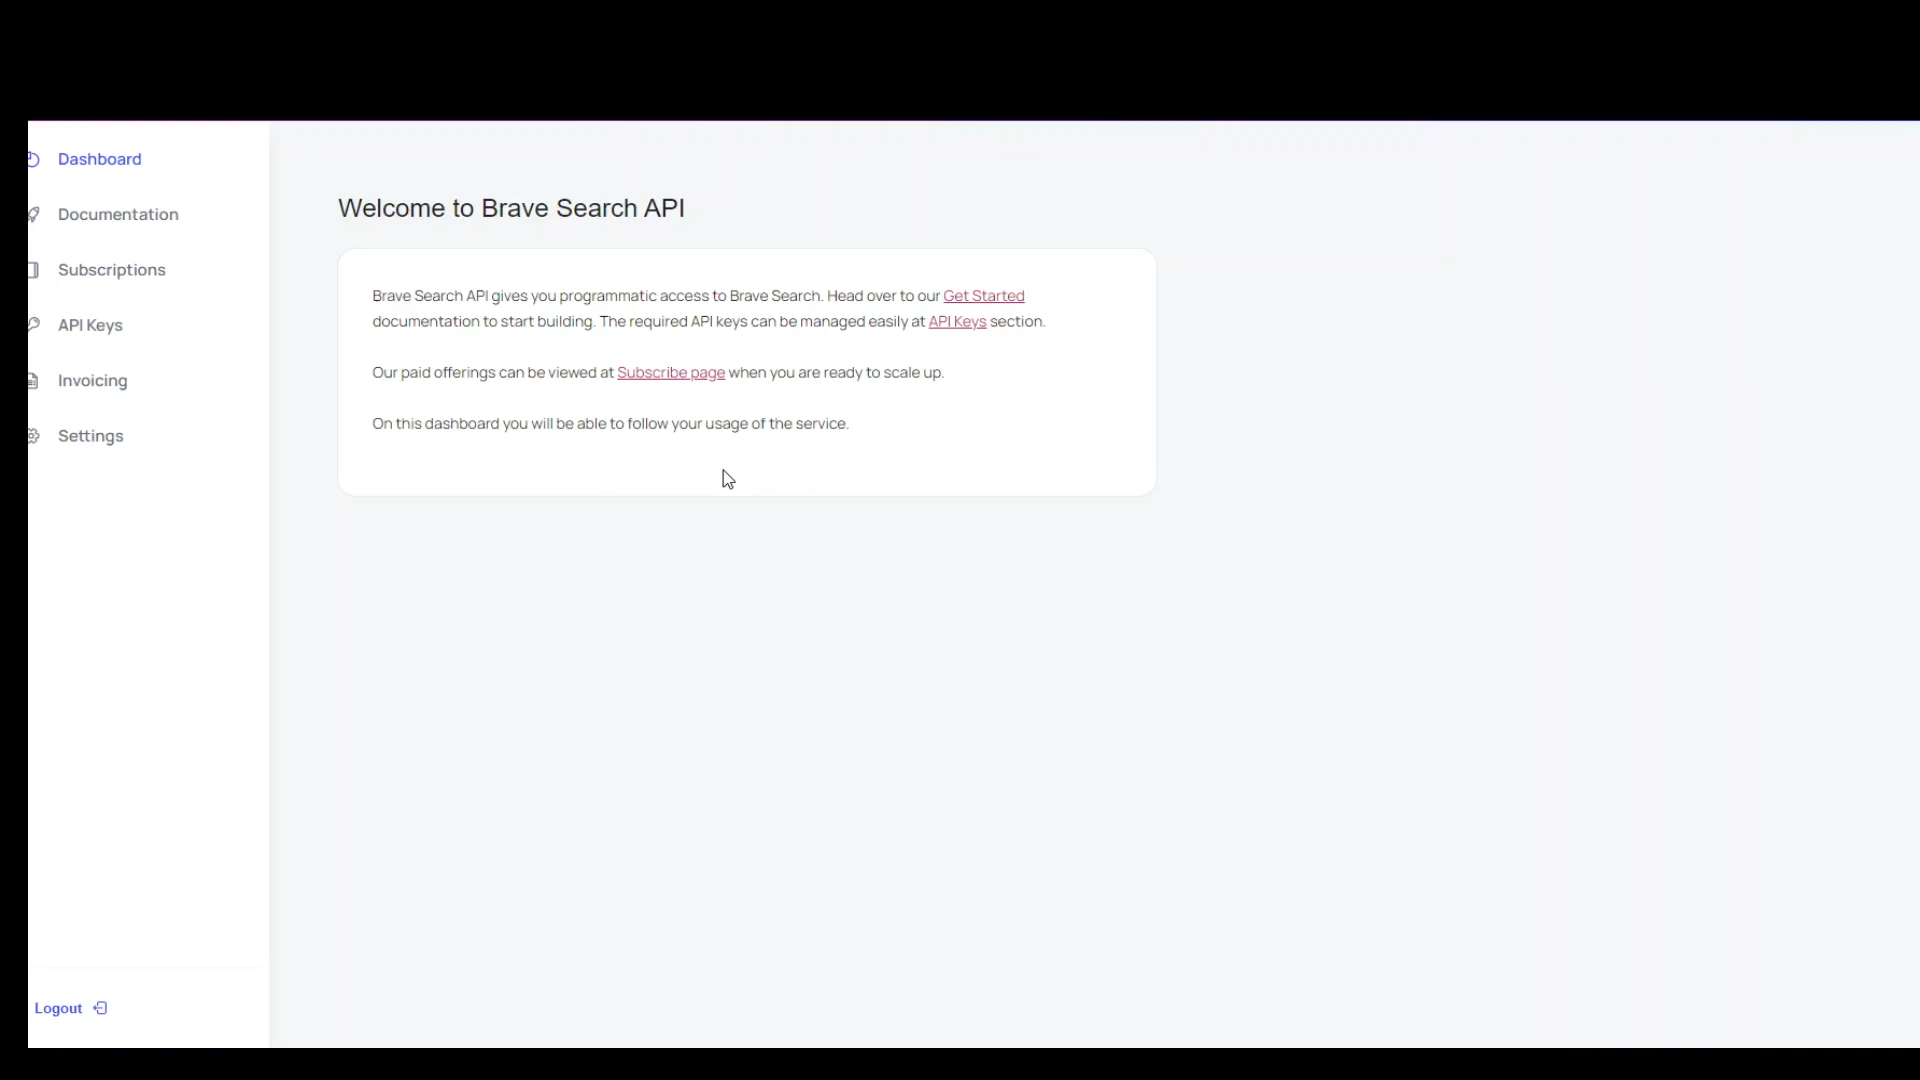 Dashboard
Documentation
Subscriptions
API Keys
Invoicing
Settings
Logout
Welcome to Brave Search API
Brave Search API gives you programmatic access to Brave Search. Head over to our Get Started
documentation to start building. The required API keys can be managed easily at API Keys section.
Our paid offerings can be viewed at Subscribe page when you are ready to scale up.
On this dashboard you will be able to follow your usage of the service.